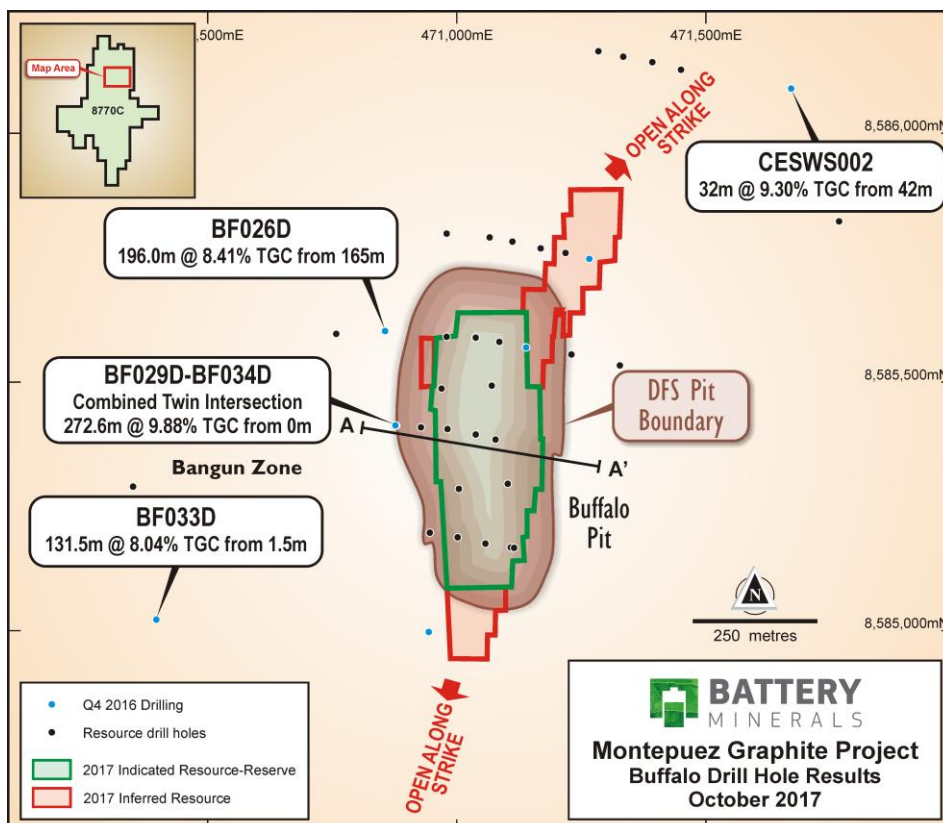 ,500mE
471,000mE
471,500mE
Map Area
8770C
OPEN ALONG
STRIKE
8,586,000mN
CESWS002
32m @ 9.30% TGC from 42m
BF026D
196.0m @ 8.41% TGC from 165m
8,585,500mN
BF029D-BF034D
Combined Twin Intersection
272.6m @ 9.88% TGC from 0m
DFS Pit
Boundary
A
A'
Bangun Zone
Buffalo
Pit
BF033D
131.5m @ 8.04% TGC from 1.5m
N
250 metres
8,585,000mN
OPEN ALONG
STRIKE
Q4 2016 Drilling
Resource drill holes
2017 Indicated Resource-Reserve
2017 Inferred Resource
BATTERY
MINERALS
Montepuez Graphite Project
Buffalo Drill Hole Results
October 2017